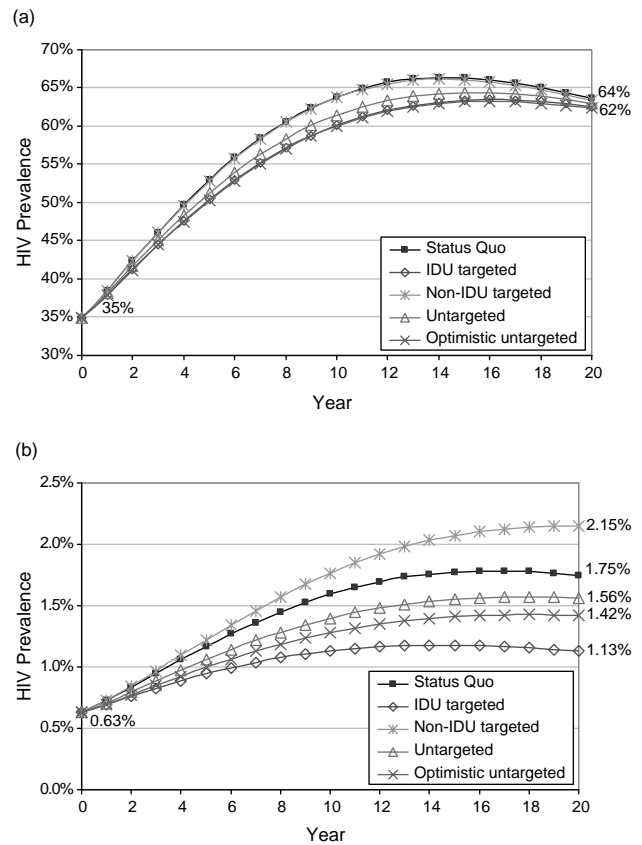 (a)
70%
65%
60%
55%
50%
45%
40%
35%
30%
HIV Prevalence
35%
64%
62%
Status Quo
IDU targeted
Non-IDU targeted
Untargeted
Optimistic untargeted
0 2 4 6 8 10 12 14 16 18 20
Year
(b)
2.5%
2.0%
1.5%
1.0%
0.5%
0.0%
HIV Prevalence
0.63%
2.15%
1.75%
1.56%
1.42%
1.13%
Status Quo
IDU targeted
Non-IDU targeted
Untargeted
Optimistic untargeted
0 2 4 6 8 10 12 14 16 18 20
Year